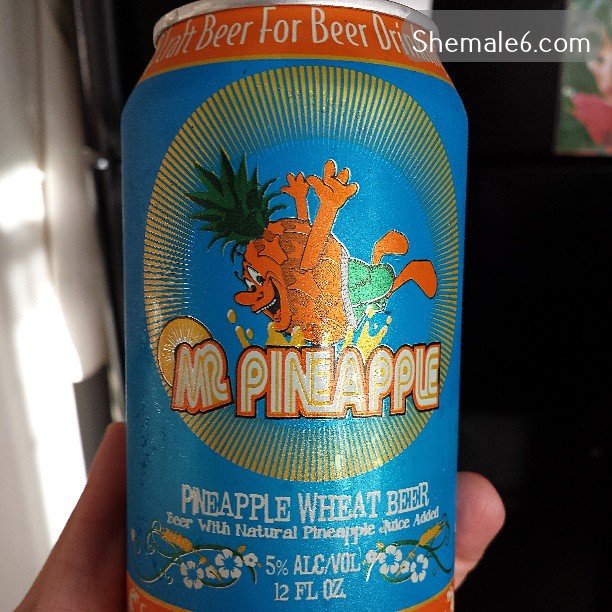 Craft Beer For Beer
Shemale6.com
MR PINEAPPLE
PINEAPPLE WHEAT BEER
Beer With Natural Pineapple Juice Added
5% ALC/VOL
12 FL OZ.